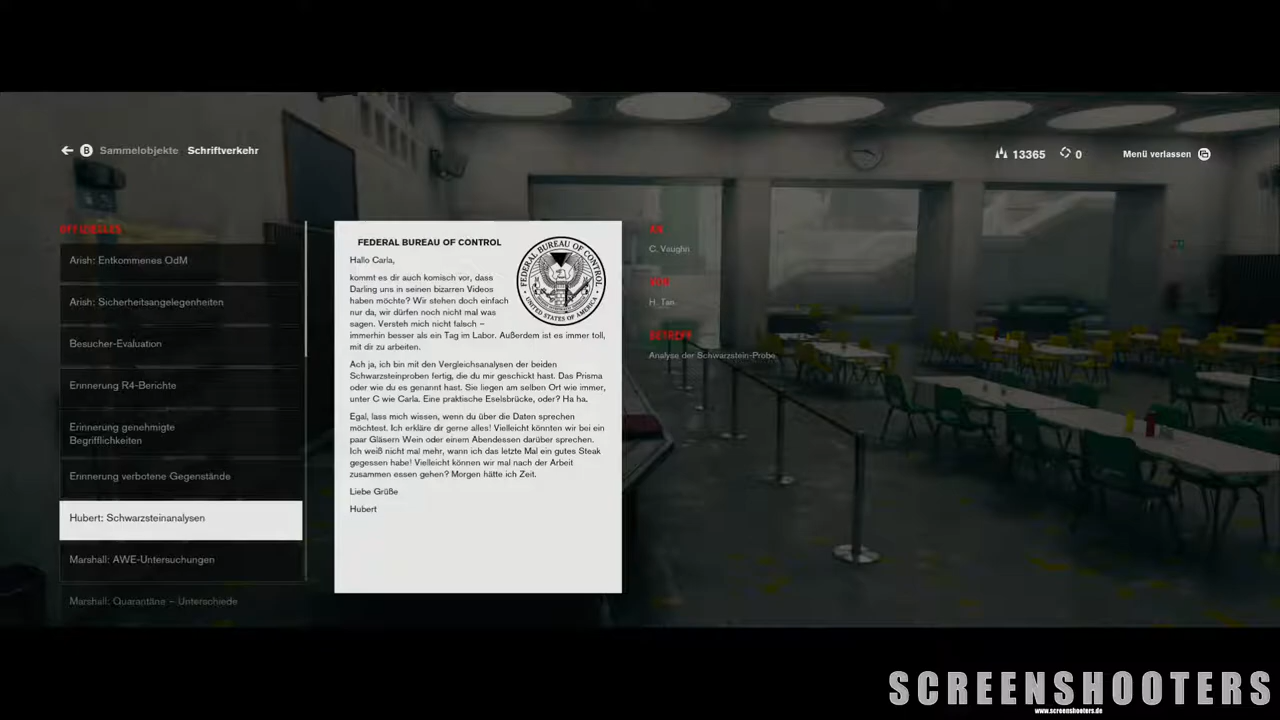 B Sammelobjekte Schriftverkehr
13365 0 Menü verlassen
OFFIZIELLES
Arish: Entkommenes OdM
Arish: Sicherheitsangelegenheiten
Besucher-Evaluation
Erinnerung R4-Berichte
Erinnerung genehmigte
Begrifflichkeiten
Erinnerung verbotene Gegenstände
Hubert: Schwarzsteinanalysen
Marshall: AWE-Untersuchungen
Marshall: Quarantäne – Unterschiede
FEDERAL BUREAU OF CONTROL
FEDERAL BUREAU OF CONTROL
UNITED STATES OF AMERICA
Hallo Carla,
kommt es dir auch komisch vor, dass
Darling uns in seinen bizarren Videos
haben möchte? Wir stehen doch einfach
nur da, wir dürfen noch nicht mal was
sagen. Versteh mich nicht falsch –
immerhin besser als ein Tag im Labor. Außerdem ist es immer toll,
mit dir zu arbeiten.
Ach ja, ich bin mit den Vergleichsanalysen der beiden
Schwarzsteinproben fertig, die du mir geschickt hast. Das Prisma
oder wie du es genannt hast. Sie liegen am selben Ort wie immer,
unter C wie Carla. Eine praktische Eselsbrücke, oder? Ha ha.
Egal, lass mich wissen, wenn du über die Daten sprechen
möchtest. Ich erkläre dir gerne alles! Vielleicht könnten wir bei ein
paar Gläsern Wein oder einem Abendessen darüber sprechen.
Ich weiß nicht mal mehr, wann ich das letzte Mal ein gutes Steak
gegessen habe! Vielleicht können wir mal nach der Arbeit
zusammen essen gehen? Morgen hätte ich Zeit.
Liebe Grüße
Hubert
AN
C. Vaughn
VON
H. Tan
BETREFF
Analyse der Schwarzstein-Probe
SCREENSHOOTERS
www.screenshooters.de